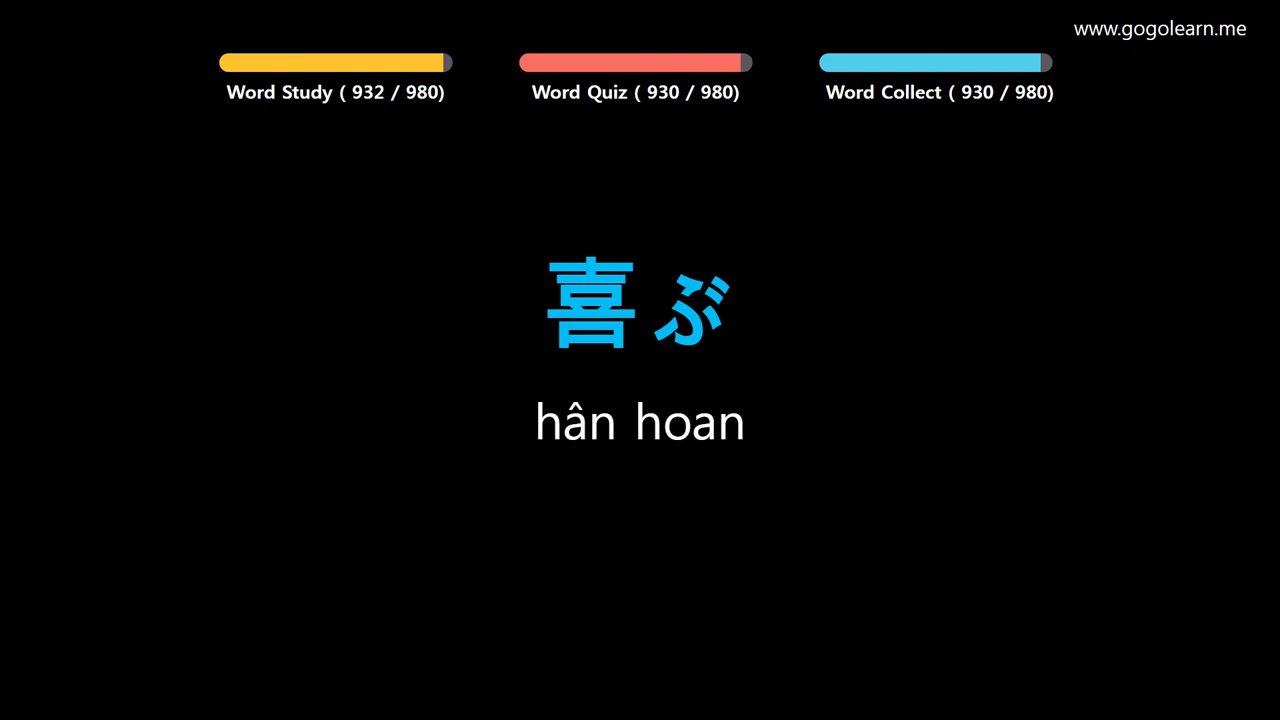 www.gogolearn.me
Word Study ( 932 / 980)
Word Quiz ( 930 / 980)
Word Collect ( 930 / 980)
喜ぶ
hân hoan